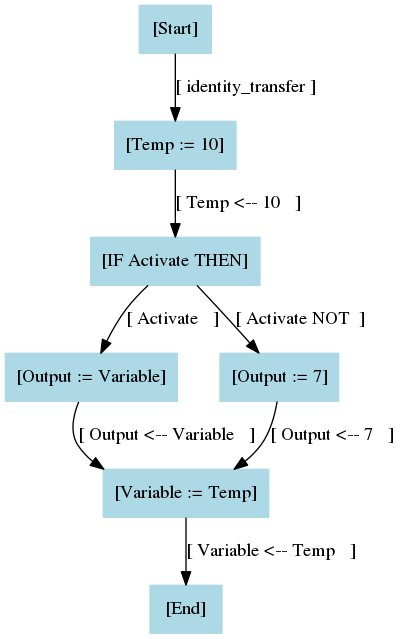 [Start]
[ identity_transfer ]
[Temp := 10]
[ Temp <-- 10   ]
[IF Activate THEN]
[ Activate   ]
[ Activate NOT  ]
[Output := Variable]
[Output := 7]
[ Output <-- Variable   ]
[ Output <-- 7   ]
[Variable := Temp]
[ Variable <-- Temp   ]
[End]